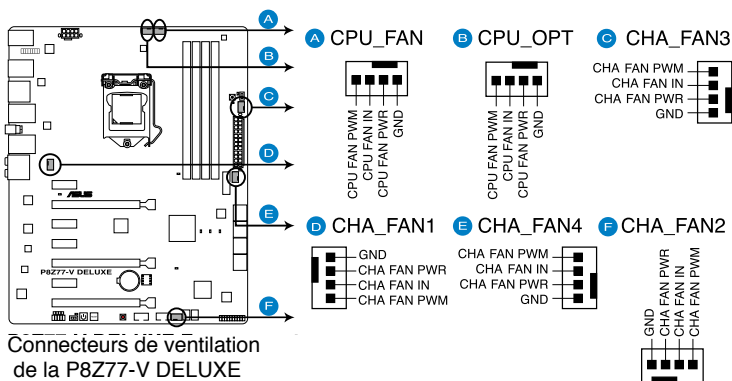 A CPU_FAN
CPU FAN PWM
CPU FAN IN
CPU FAN PWR
GND
B CPU_OPT
CPU FAN PWM
CPU FAN IN
CPU FAN PWR
GND
C CHA_FAN3
CHA FAN PWM
CHA FAN IN
CHA FAN PWR
GND
D CHA_FAN1
GND
CHA FAN PWR
CHA FAN IN
CHA FAN PWM
E CHA_FAN4
CHA FAN PWM
CHA FAN IN
CHA FAN PWR
GND
F CHA_FAN2
GND
CHA FAN PWR
CHA FAN IN
CHA FAN PWM
A
B
C
D
E
F
/ISUS
P8Z77-V DELUXE
Connecteurs de ventilation
de la P8Z77-V DELUXE